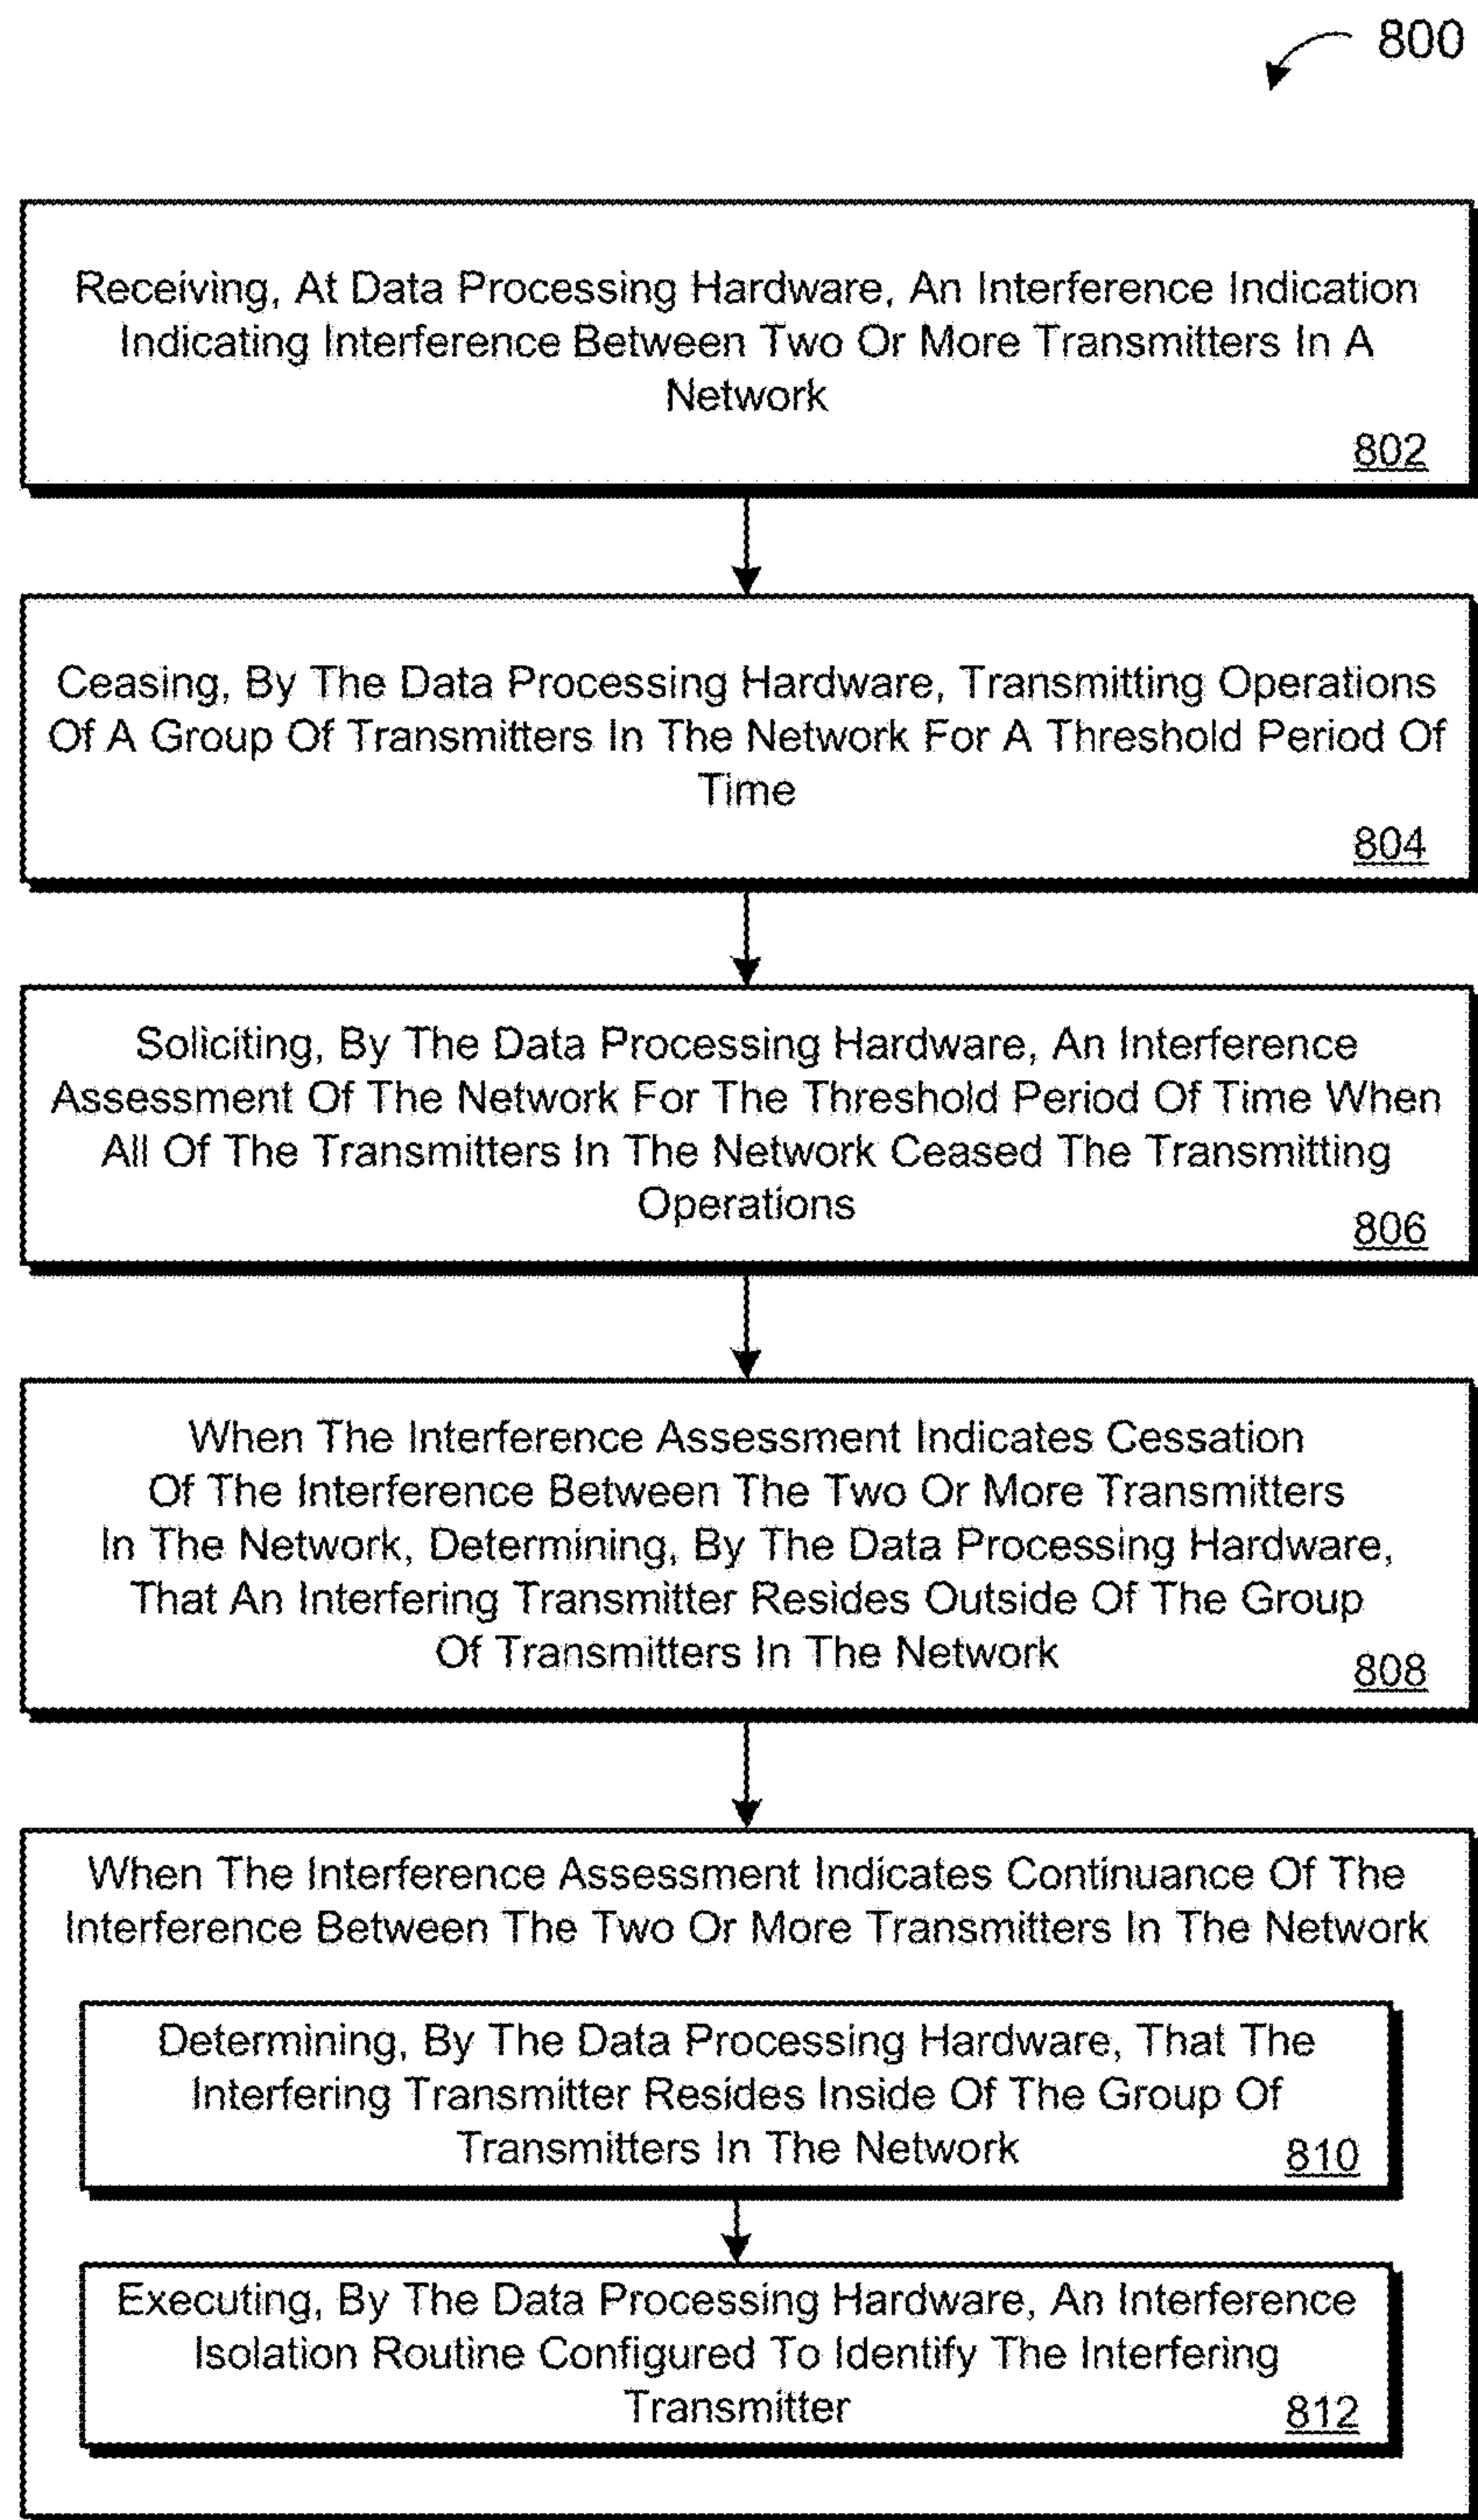 800
Receiving, At Data Processing Hardware, An Interference Indication
Indicating Interference Between Two Or More Transmitters In A
Network
802
Ceasing, By The Data Processing Hardware, Transmitting Operations
Of A Group Of Transmitters In The Network For A Threshold Period Of
Time
804
Soliciting, By The Data Processing Hardware, An Interference
Assessment Of The Network For The Threshold Period Of Time When
All Of The Transmitters In The Network Ceased The Transmitting
Operations
806
When The Interference Assessment Indicates Cessation
Of The Interference Between The Two Or More Transmitters
In The Network, Determining, By The Data Processing Hardware,
That An Interfering Transmitter Resides Outside Of The Group
Of Transmitters In The Network
808
When The Interference Assessment Indicates Continuance Of The
Interference Between The Two Or More Transmitters In The Network
Determining, By The Data Processing Hardware, That The
Interfering Transmitter Resides Inside Of The Group Of
Transmitters In The Network
810
Executing, By The Data Processing Hardware, An Interference
Isolation Routine Configured To Identify The Interfering
Transmitter
812